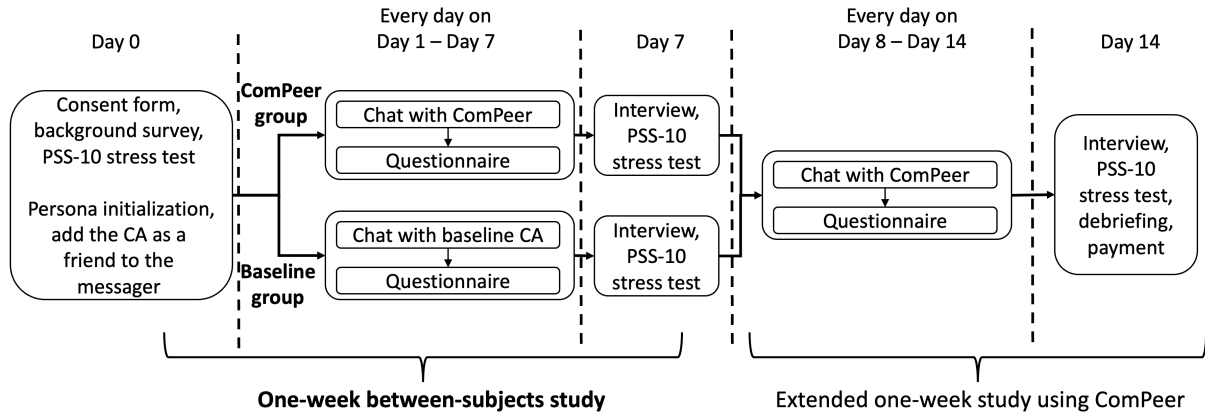 Day 0
Every day on
Day 1 – Day 7
Day 7
Every day on
Day 8 – Day 14
Day 14
Consent form,
background survey,
PSS-10 stress test
Persona initialization,
add the CA as a
friend to the
messager
ComPeer
group
Chat with ComPeer
Questionnaire
Interview,
PSS-10
stress test
Baseline
group
Chat with baseline CA
Questionnaire
Interview,
PSS-10
stress test
Chat with ComPeer
Questionnaire
Interview,
PSS-10
stress test,
debriefing,
payment
One-week between-subjects study
Extended one-week study using ComPeer